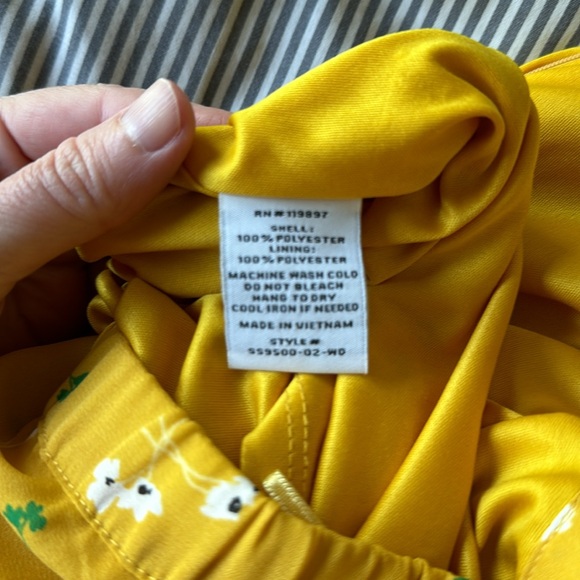 RN# 119897
SHELL:
100% POLYESTER
LINING:
100% POLYESTER
MACHINE WASH COLD
DO NOT BLEACH
HANG TO DRY
COOL IRON IF NEEDED
MADE IN VIETNAM
STYLE#
SS9500-02-WD